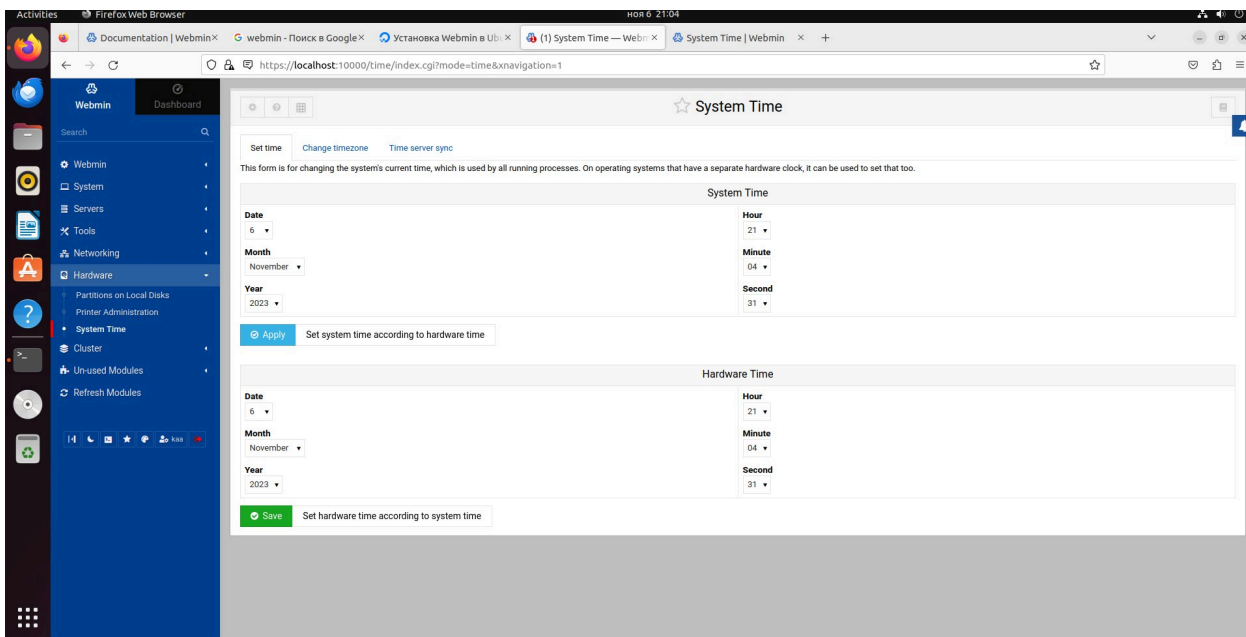 Activities Firefox Web Browser ноя 6 21:04
Documentation | Webmin webmin - Поиск в Google Установка Webmin в Ub (1) System Time — Webm System Time | Webmin
https://localhost:10000/time/index.cgi?mode=time&xnavigation=1
Webmin Dashboard
Search
Webmin
System
Servers
Tools
Networking
Hardware
Partitions on Local Disks
Printer Administration
System Time
Cluster
Un-used Modules
Refresh Modules
kaa
System Time
Set time Change timezone Time server sync
This form is for changing the system's current time, which is used by all running processes. On operating systems that have a separate hardware clock, it can be used to set that too.
System Time
Date Hour
6 21
Month Minute
November 04
Year Second
2023 31
Apply Set system time according to hardware time
Hardware Time
Date Hour
6 21
Month Minute
November 04
Year Second
2023 31
Save Set hardware time according to system time